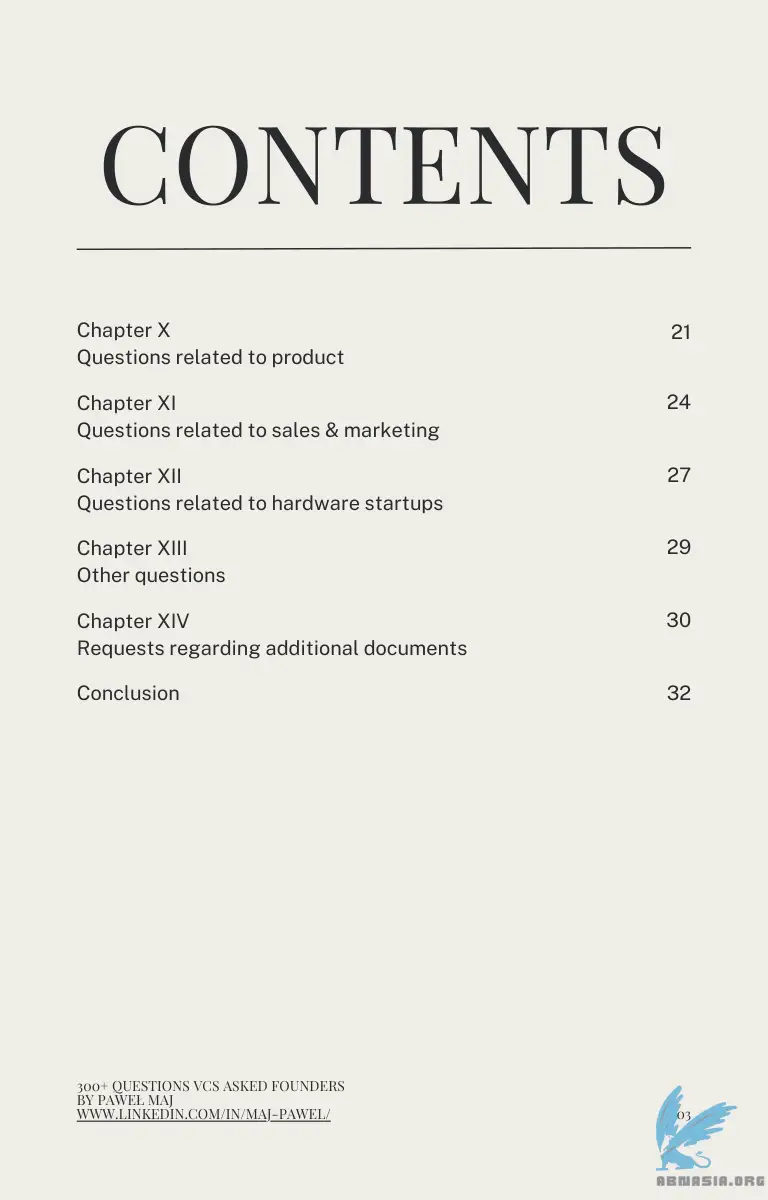 CONTENTS
Chapter X 21
Questions related to product
Chapter XI 24
Questions related to sales & marketing
Chapter XII 27
Questions related to hardware startups
Chapter XIII 29
Other questions
Chapter XIV 30
Requests regarding additional documents
Conclusion 32
300+ QUESTIONS VCS ASKED FOUNDERS
BY PAWEŁ MAJ
WWW.LINKEDIN.COM/IN/MAJ-PAWEL/ 03
ABNASIA.ORG